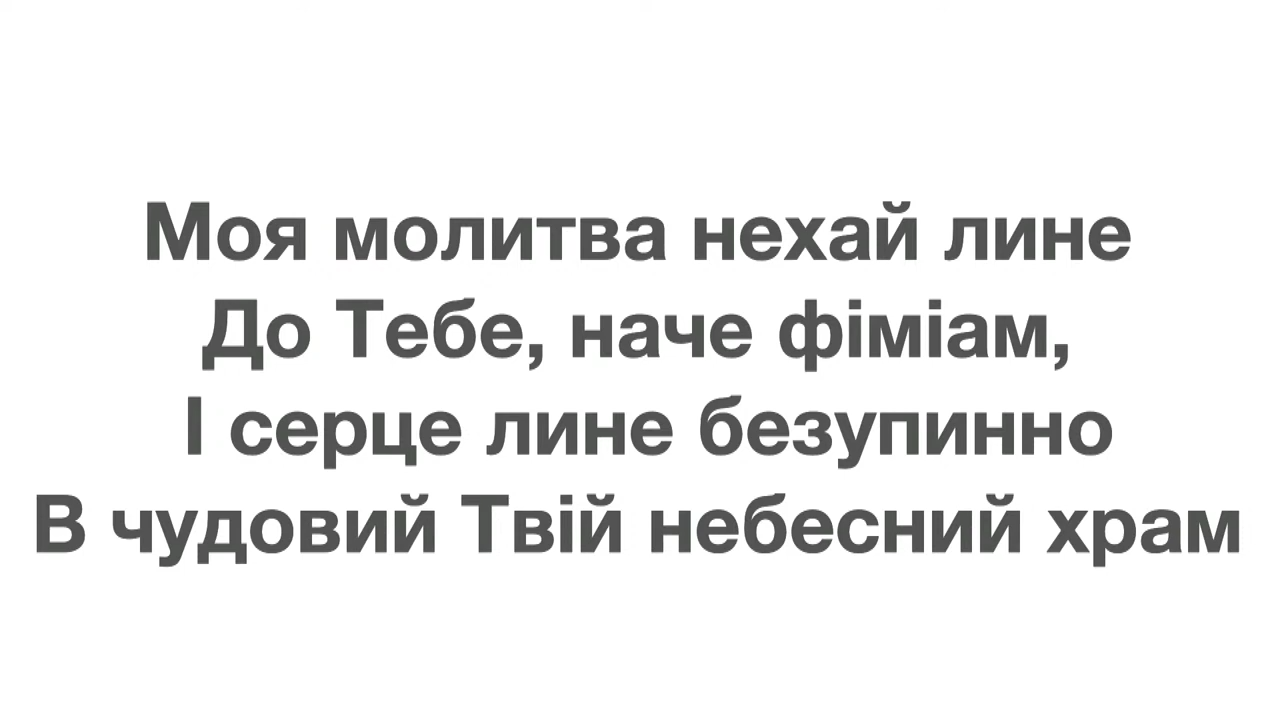 Моя молитва нехай лине
До Тебе, наче фіміам,
І серце лине безупинно
В чудовий Твій небесний храм